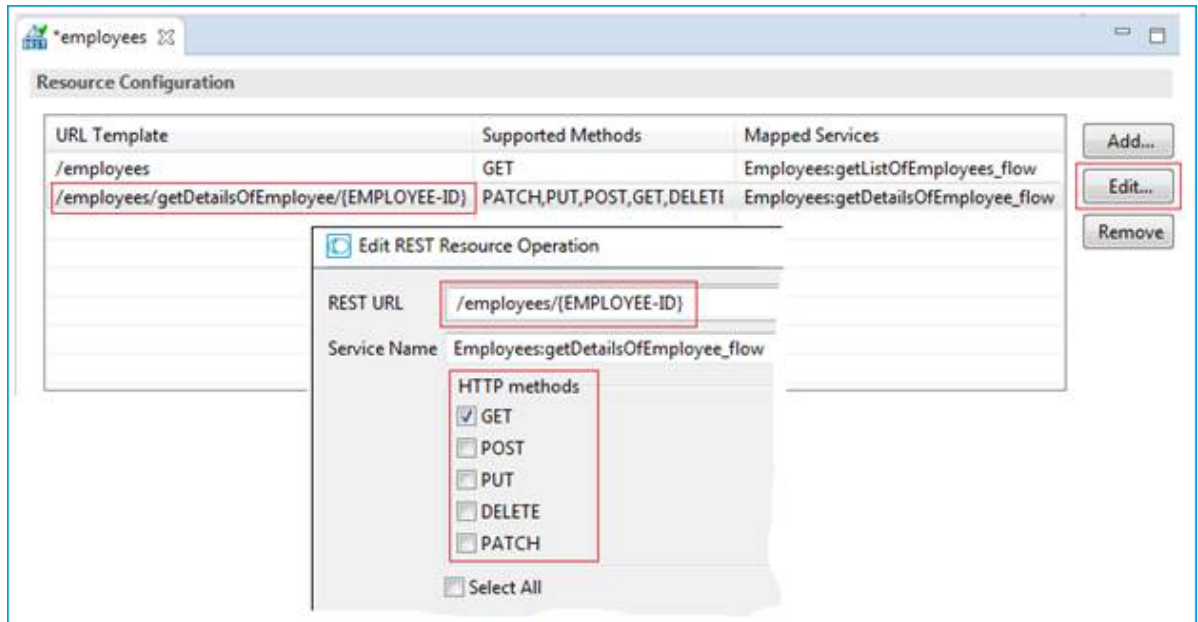 *employees
Resource Configuration
URL Template Supported Methods Mapped Services
Add...
/employees GET Employees:getListOfEmployees_flow
/employees/getDetailsOfEmployee/{EMPLOYEE-ID} PATCH,PUT,POST,GET,DELETE Employees:getDetailsOfEmployee_flow
Edit...
Remove
Edit REST Resource Operation
REST URL /employees/{EMPLOYEE-ID}
Service Name Employees:getDetailsOfEmployee_flow
HTTP methods
GET
POST
PUT
DELETE
PATCH
Select All